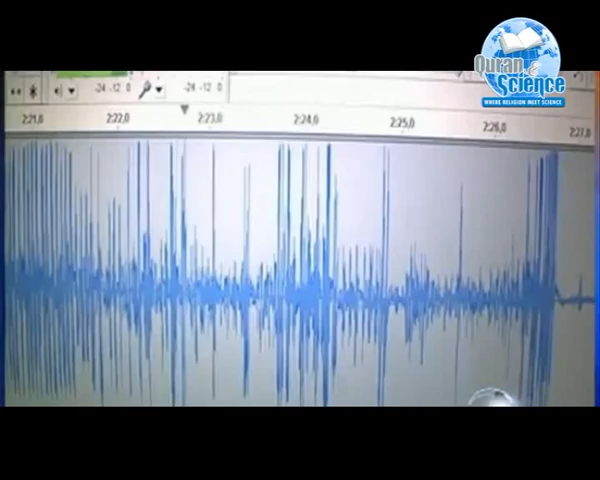 Quran &
Science
WHERE RELIGION MEET SCIENCE
-24 -12 0
-24 -12 0
2:21,0 2:22,0 2:23,0 2:24,0 2:25,0 2:26,0 2:27,0